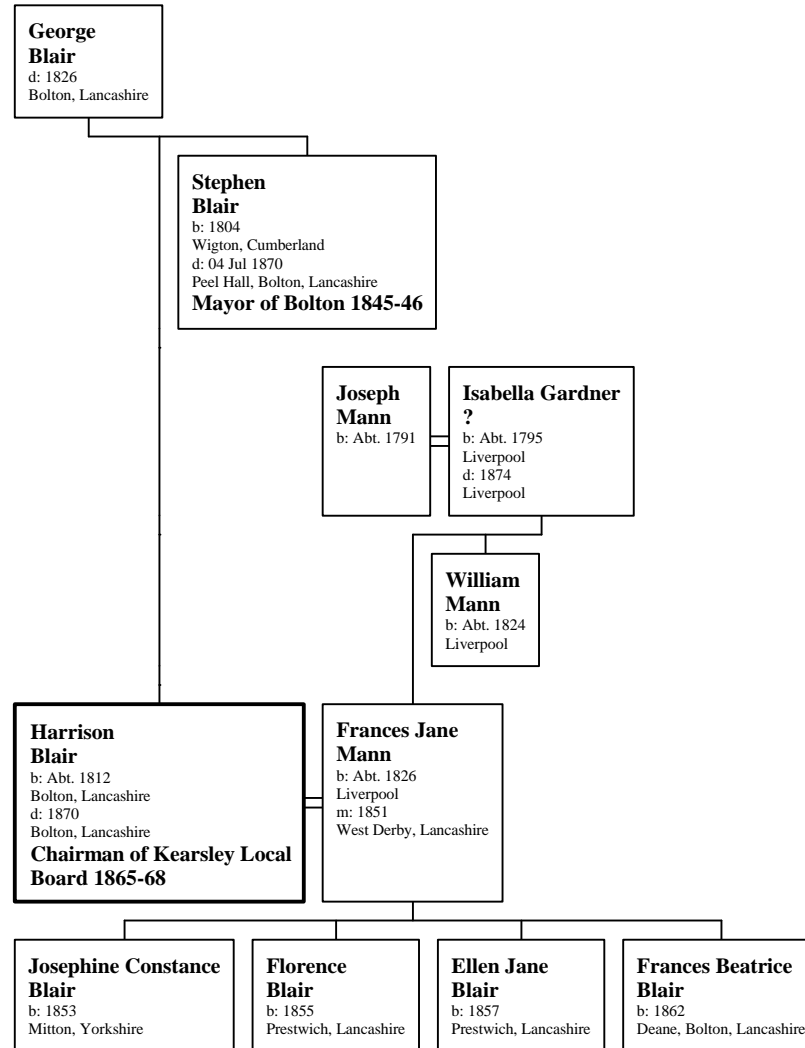 George
Blair
d: 1826
Bolton, Lancashire
Stephen
Blair
b: 1804
Wigton, Cumberland
d: 04 Jul 1870
Peel Hall, Bolton, Lancashire
Mayor of Bolton 1845-46
Joseph
Mann
b: Abt. 1791
Isabella Gardner
?
b: Abt. 1795
Liverpool
d: 1874
Liverpool
William
Mann
b: Abt. 1824
Liverpool
Harrison
Blair
b: Abt. 1812
Bolton, Lancashire
d: 1870
Bolton, Lancashire
Chairman of Kearsley Local
Board 1865-68
Frances Jane
Mann
b: Abt. 1826
Liverpool
m: 1851
West Derby, Lancashire
Josephine Constance
Blair
b: 1853
Mitton, Yorkshire
Florence
Blair
b: 1855
Prestwich, Lancashire
Ellen Jane
Blair
b: 1857
Prestwich, Lancashire
Frances Beatrice
Blair
b: 1862
Deane, Bolton, Lancashire